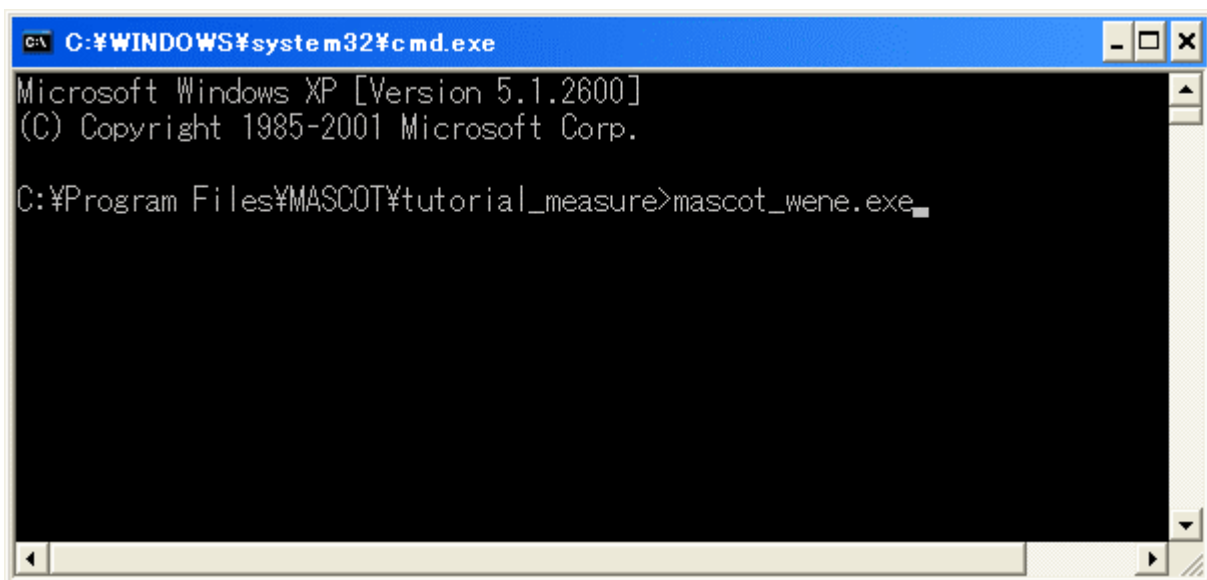 C:¥WINDOWS¥system32¥cmd.exe
Microsoft Windows XP [Version 5.1.2600]
(C) Copyright 1985-2001 Microsoft Corp.
C:¥Program Files¥MASCOT¥tutorial_measure>mascot_wene.exe